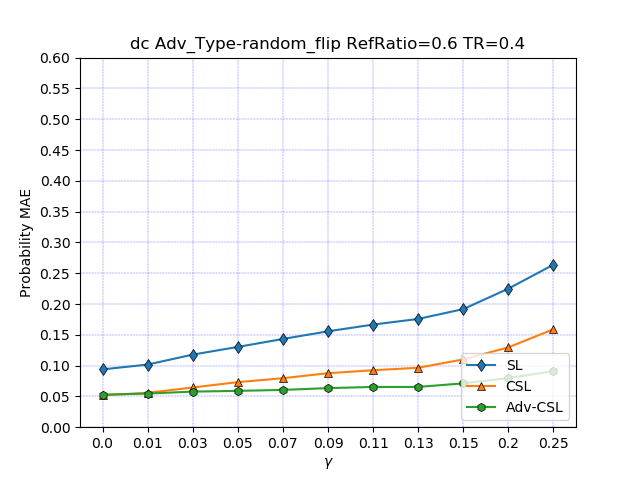 dc Adv_Type-random_flip RefRatio=0.6 TR=0.4
Probability MAE
0.60
0.55
0.50
0.45
0.40
0.35
0.30
0.25
0.20
0.15
0.10
0.05
0.00
SL
CSL
Adv-CSL
0.0 0.01 0.03 0.05 0.07 0.09 0.11 0.13 0.15 0.2 0.25
γ